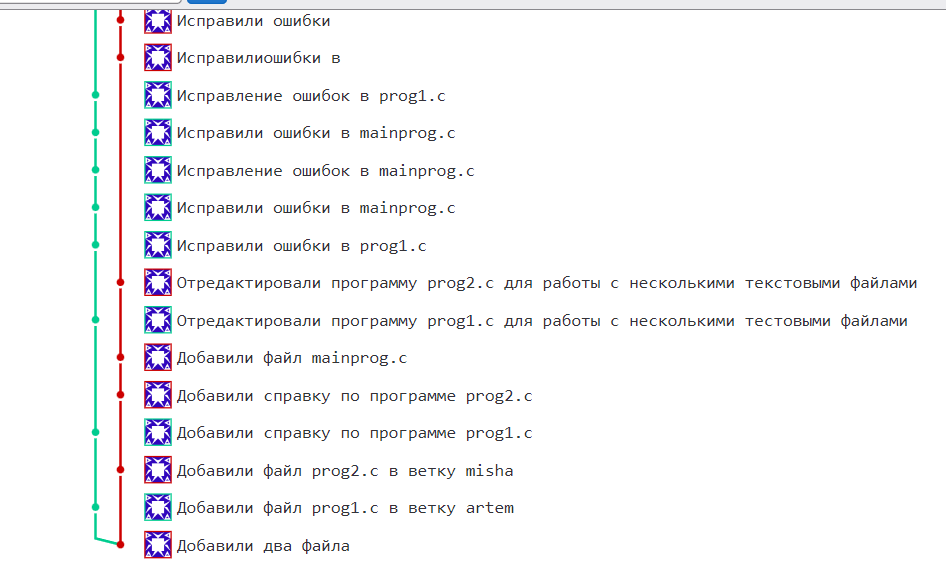 Исправили ошибки
Исправилиошибки в
Исправление ошибок в prog1.c
Исправили ошибки в mainprog.c
Исправление ошибок в mainprog.c
Исправили ошибки в mainprog.c
Исправили ошибки в prog1.c
Отредактировали программу prog2.c для работы с несколькими текстовыми файлами
Отредактировали программу prog1.c для работы с несколькими тестовыми файлами
Добавили файл mainprog.c
Добавили справку по программе prog2.c
Добавили справку по программе prog1.c
Добавили файл prog2.c в ветку misha
Добавили файл prog1.c в ветку artem
Добавили два файла